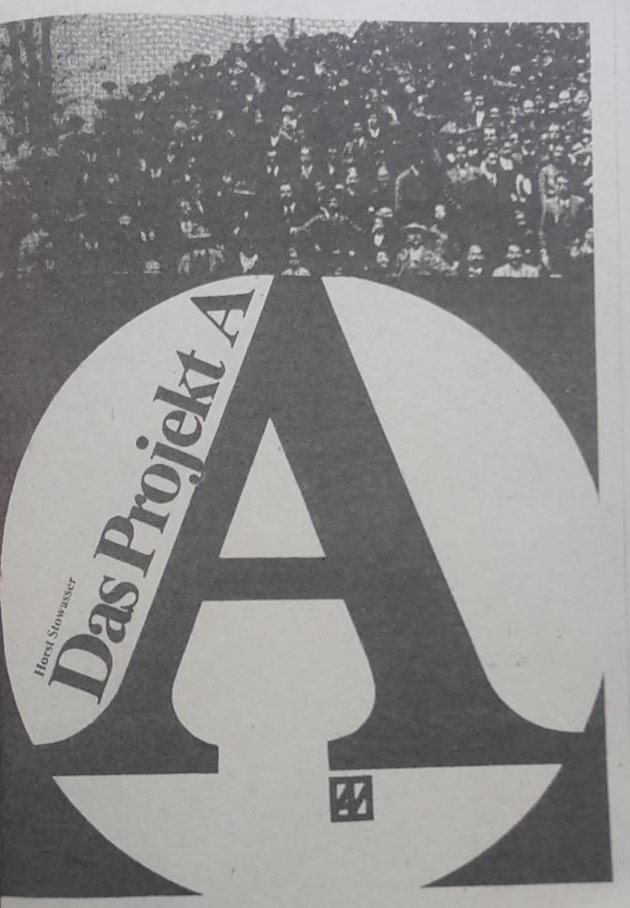 Horst Stowasser
Das Projekt A
A